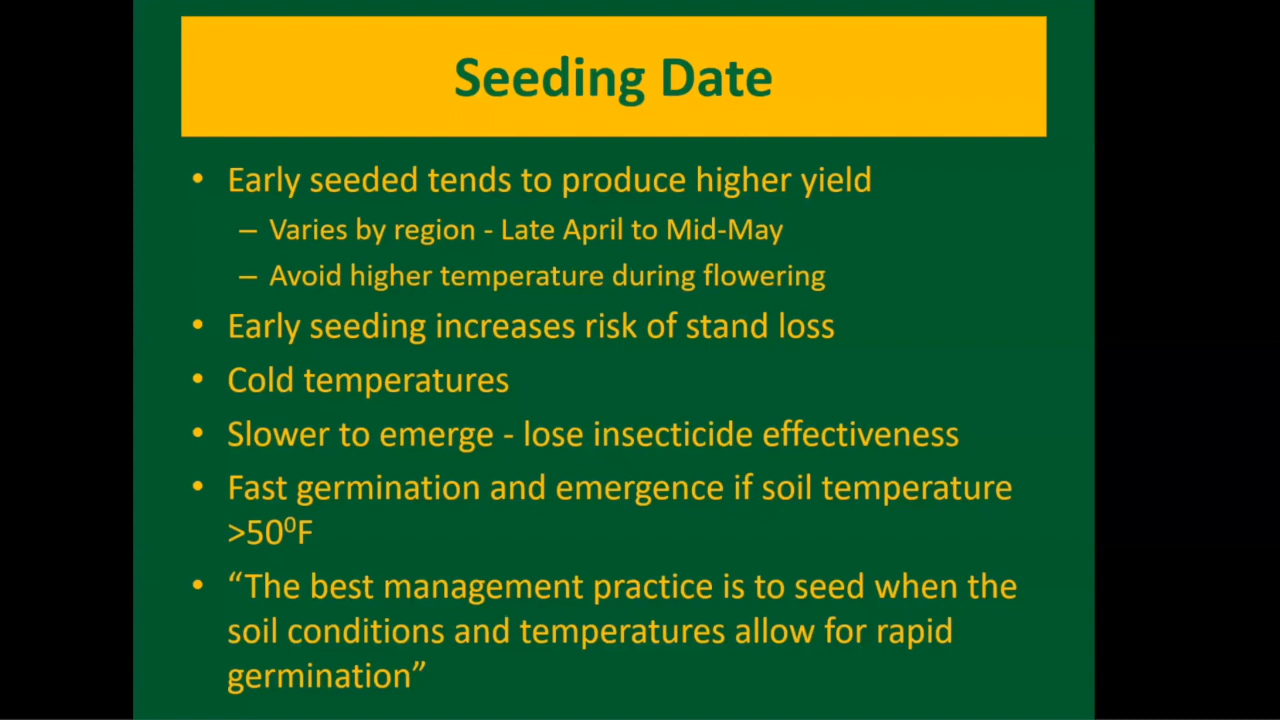 Seeding Date
• Early seeded tends to produce higher yield
– Varies by region - Late April to Mid-May
– Avoid higher temperature during flowering
• Early seeding increases risk of stand loss
• Cold temperatures
• Slower to emerge - lose insecticide effectiveness
• Fast germination and emergence if soil temperature
>50⁰F
• “The best management practice is to seed when the
soil conditions and temperatures allow for rapid
germination”